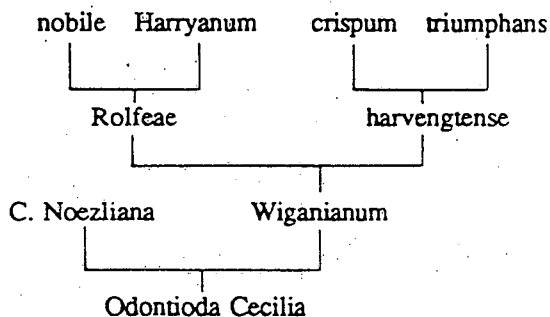 nobile Harryanum crispum triumphans
Rolfeae harvengtense
C. Noezliana Wiganianum
Odontioda Cecilia